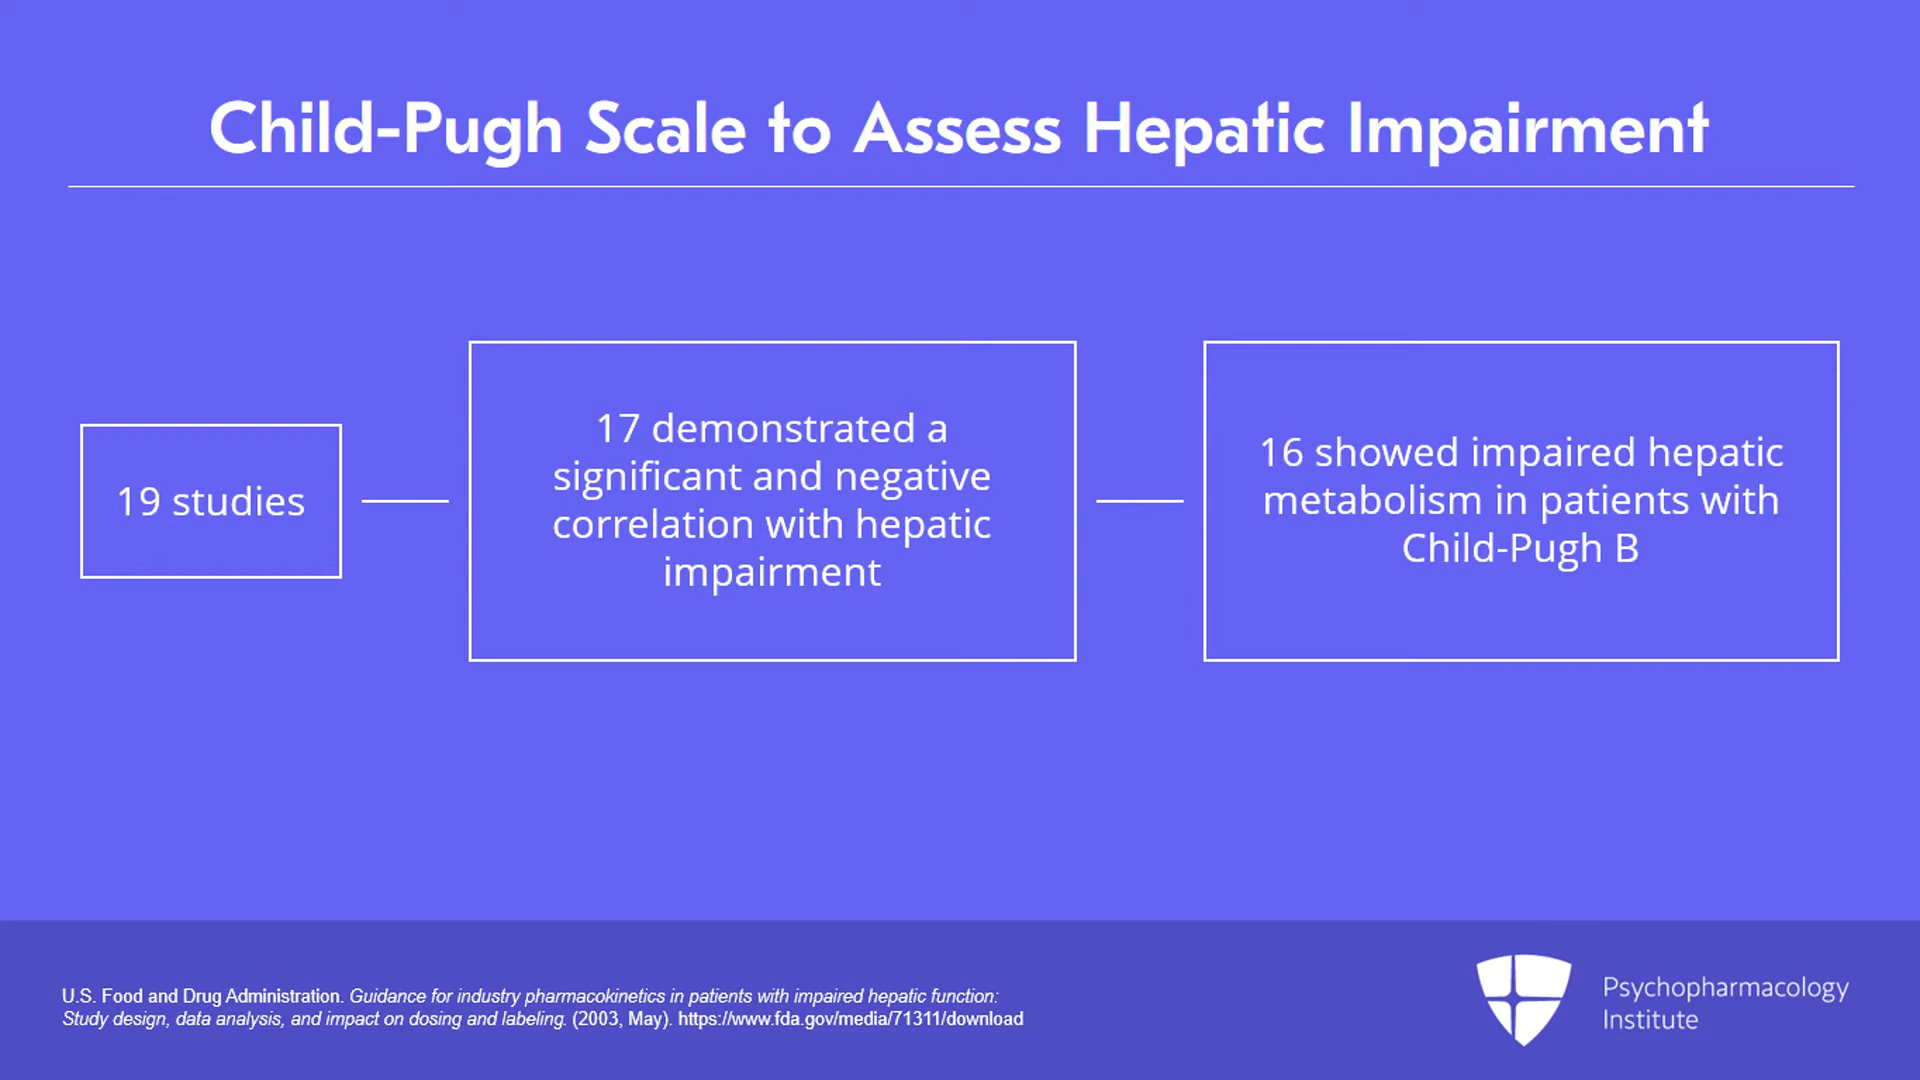 Child-Pugh Scale to Assess Hepatic Impairment
19 studies
17 demonstrated a
significant and negative
correlation with hepatic
impairment
16 showed impaired hepatic
metabolism in patients with
Child-Pugh B
U.S. Food and Drug Administration. Guidance for industry pharmacokinetics in patients with impaired hepatic function:
Study design, data analysis, and impact on dosing and labeling. (2003, May). https://www.fda.gov/media/71311/download
Psychopharmacology
Institute